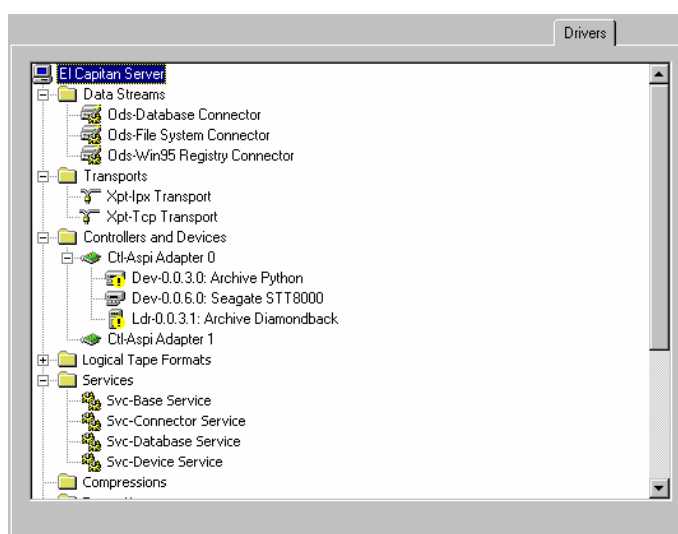 Drivers
El Capitan Server
Data Streams
Ods-Database Connector
Ods-File System Connector
Ods-Win95 Registry Connector
Transports
Xpt-Ipx Transport
Xpt-Tcp Transport
Controllers and Devices
Ctl-Aspi Adapter 0
Dev-0.0.3.0: Archive Python
Dev-0.0.6.0: Seagate STT8000
Ldr-0.0.3.1: Archive Diamondback
Ctl-Aspi Adapter 1
Logical Tape Formats
Services
Svc-Base Service
Svc-Connector Service
Svc-Database Service
Svc-Device Service
Compressions